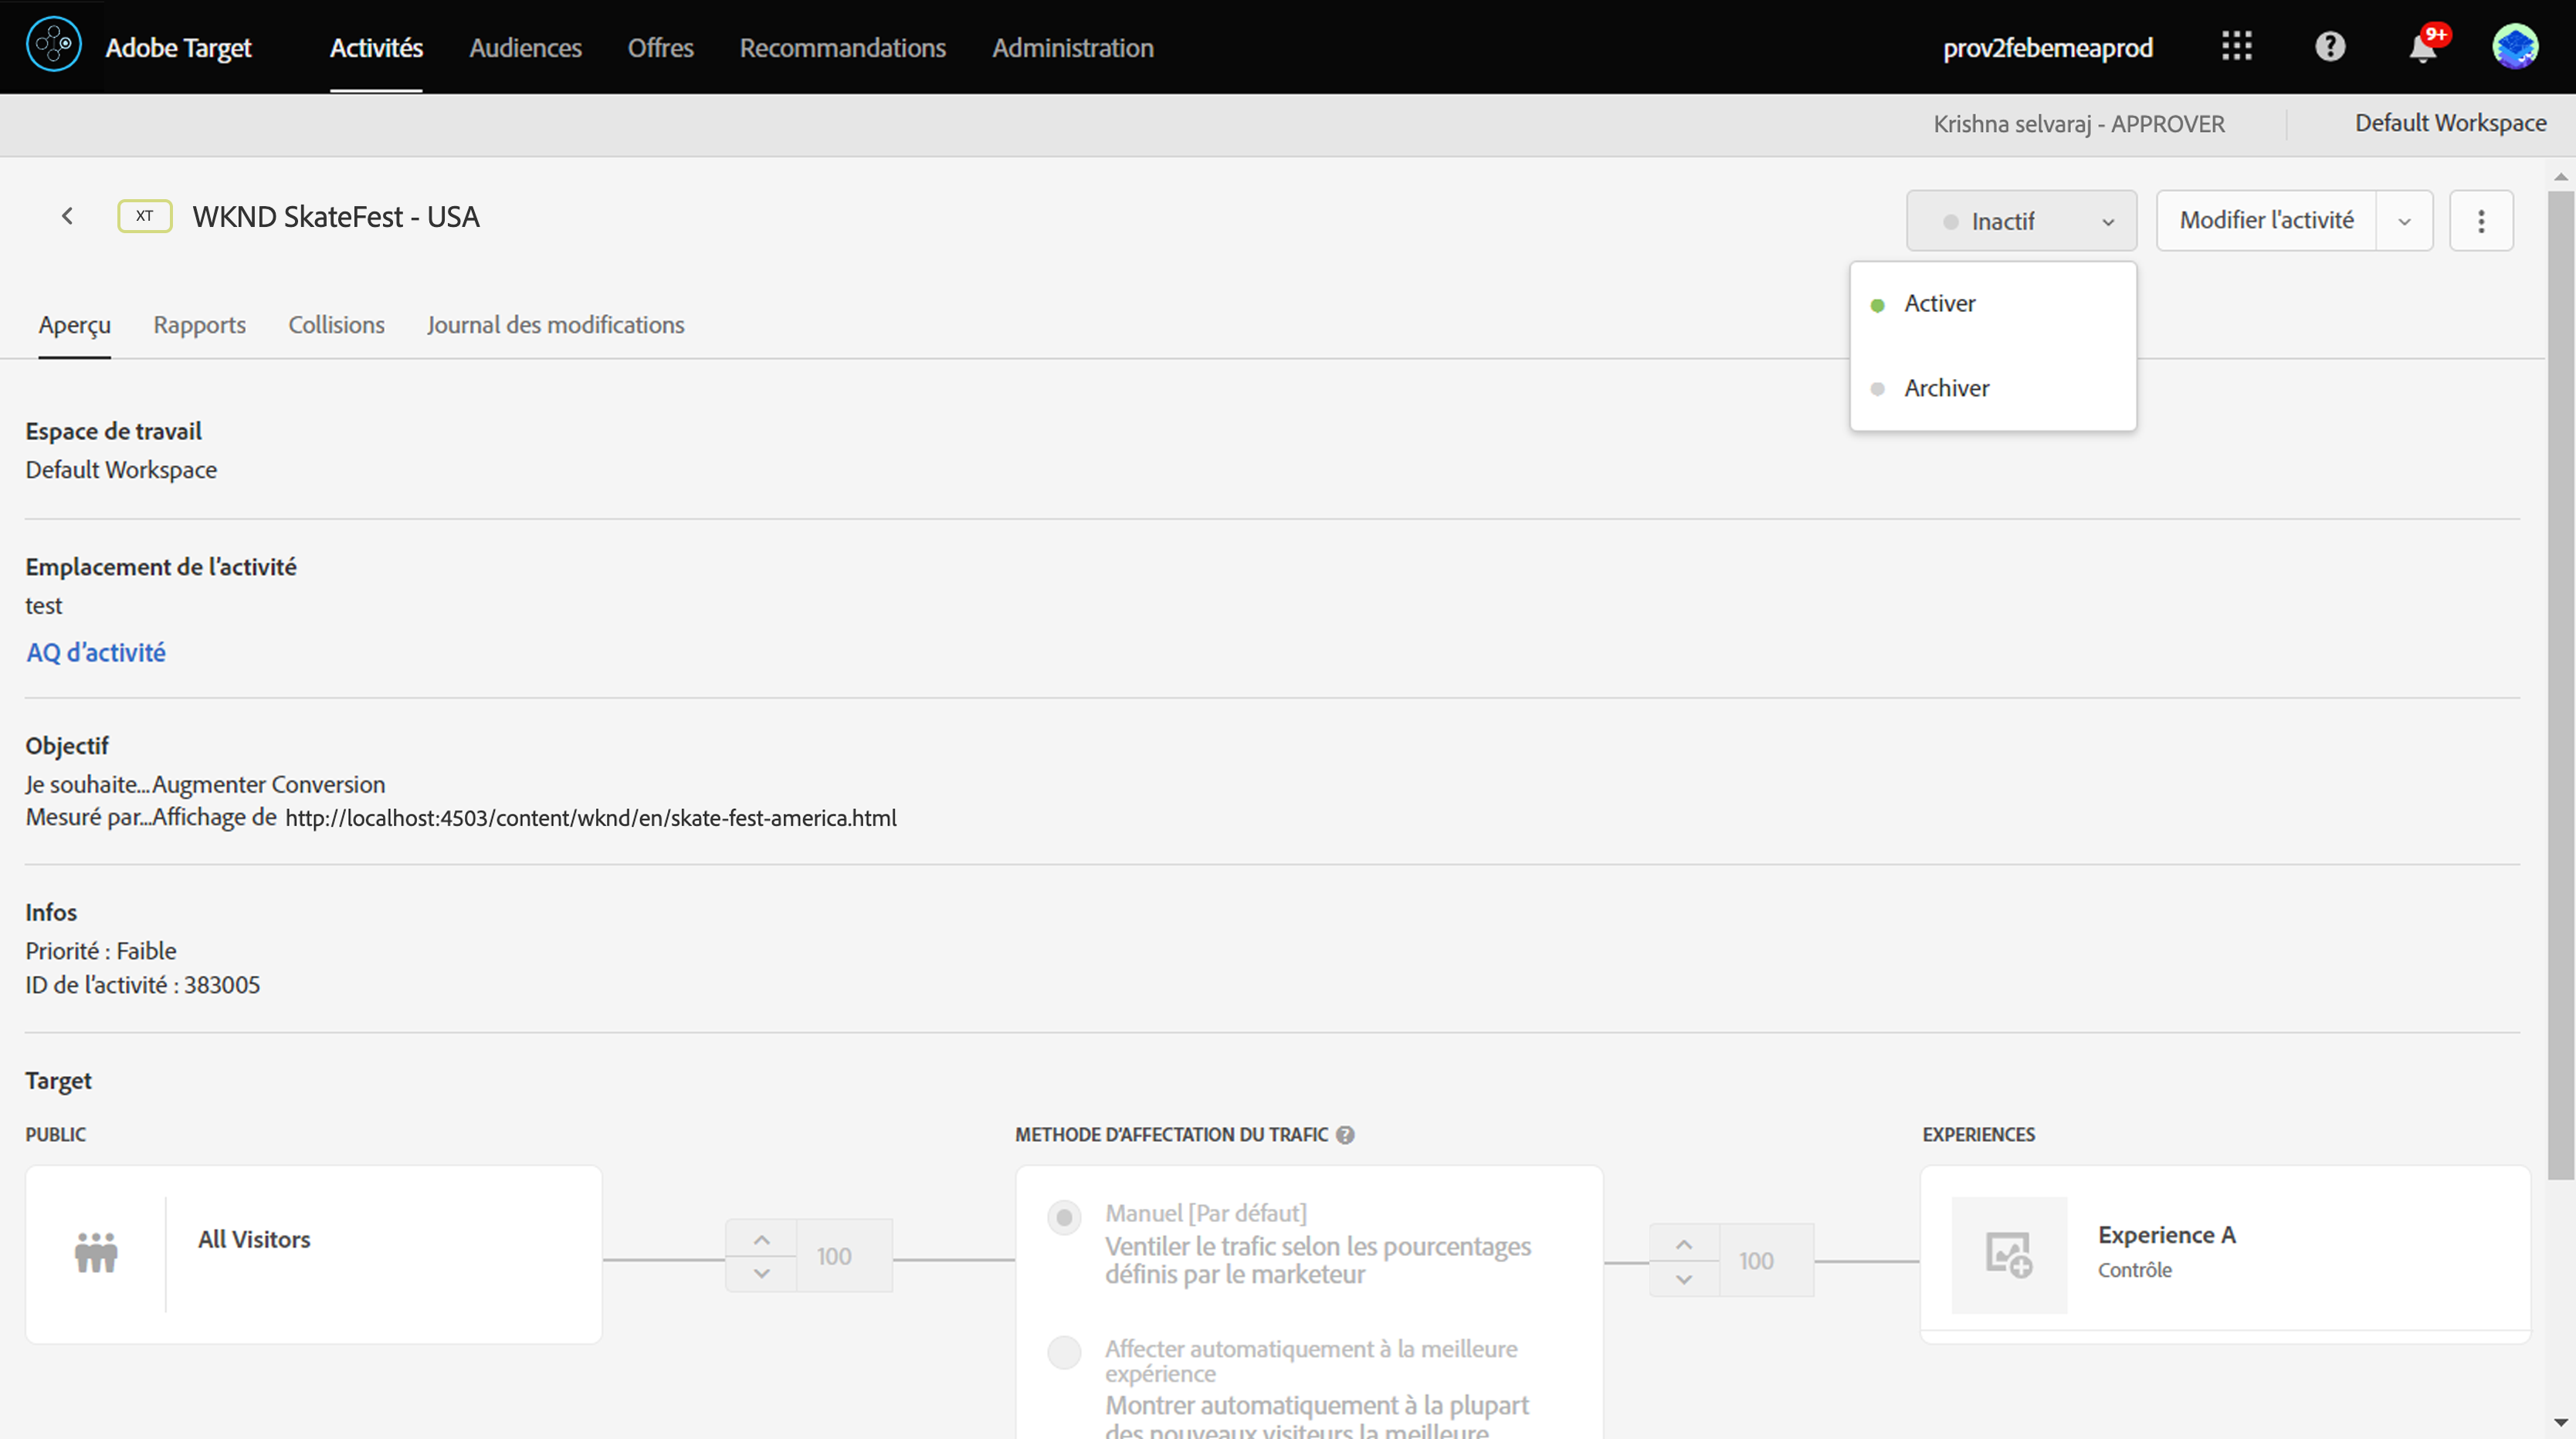 Adobe Target
Activités
Audiences
Offres
Recommandations
Administration
prov2febemeaprod
9+
Krishna selvaraj - APPROVER
Default Workspace
XT
WKND SkateFest - USA
Inactif
Modifier l'activité
Activer
Archiver
Aperçu
Rapports
Collisions
Journal des modifications
Espace de travail
Default Workspace
Emplacement de l'activité
test
AQ d'activité
Objectif
Je souhaite...Augmenter Conversion
Mesuré par...Affichage de http://localhost:4503/content/wknd/en/skate-fest-america.html
Infos
Priorité : Faible
ID de l'activité : 383005
Target
PUBLIC
METHODE D'AFFECTATION DU TRAFIC ?
EXPERIENCES
All Visitors
100
Manuel [Par défaut]
Ventiler le trafic selon les pourcentages
définis par le marketeur
Affecter automatiquement à la meilleure
expérience
Montrer automatiquement à la plupart
des nouveaux visiteurs la meilleure
100
Experience A
Contrôle